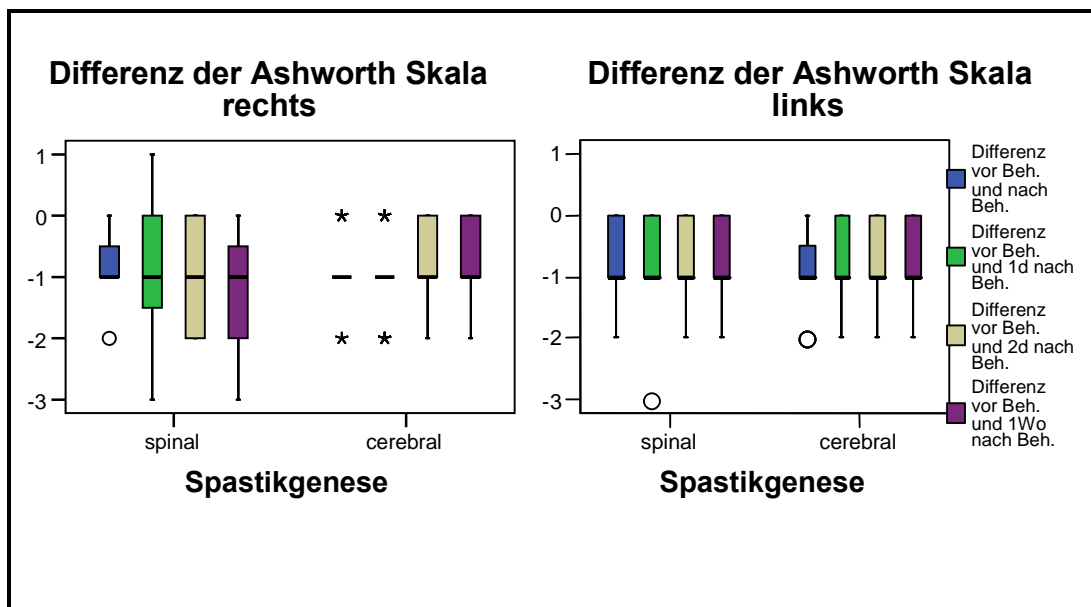 Differenz der Ashworth Skala
rechts
1
0
-1
-2
-3
spinal
cerebral
Spastikgenese
Differenz der Ashworth Skala
links
1
0
-1
-2
-3
spinal
cerebral
Spastikgenese
Differenz
vor Beh.
und nach
Beh.
Differenz
vor Beh.
und 1d nach
Beh.
Differenz
vor Beh.
und 2d nach
Beh.
Differenz
vor Beh.
und 1Wo
nach Beh.